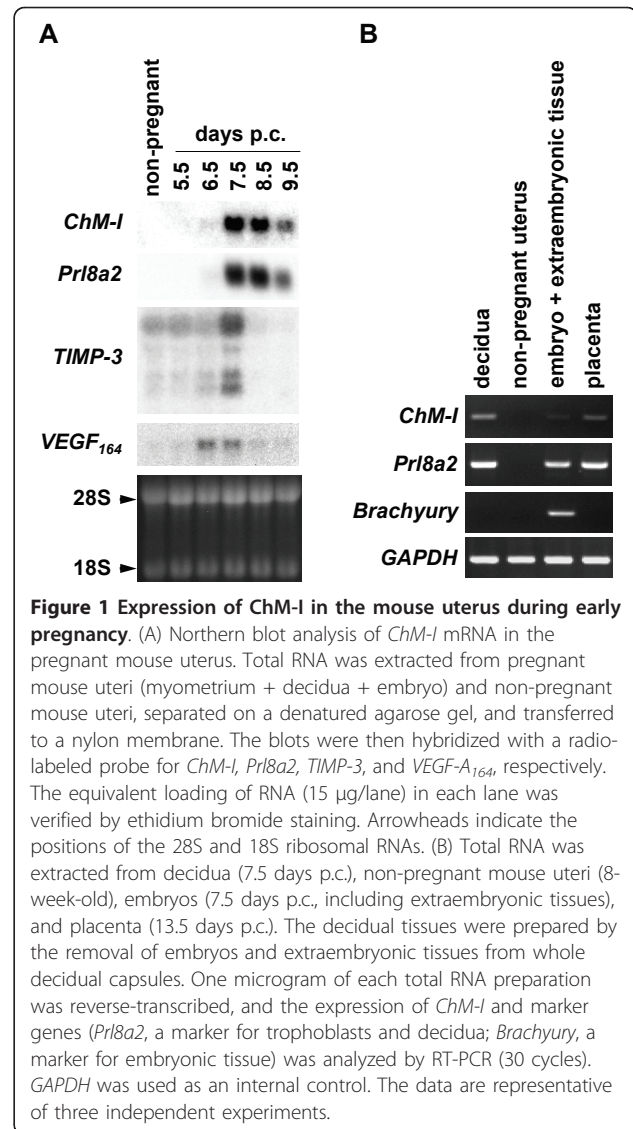 A
B
non-pregnant
days p.c.
5.5
6.5
7.5
8.5
9.5
ChM-I
Prl8a2
TIMP-3
VEGF164
28S
18S
decidua
non-pregnant uterus
embryo + extraembryonic tissue
placenta
ChM-I
Prl8a2
Brachyury
GAPDH
Figure 1 Expression of ChM-I in the mouse uterus during early
pregnancy. (A) Northern blot analysis of ChM-I mRNA in the
pregnant mouse uterus. Total RNA was extracted from pregnant
mouse uteri (myometrium + decidua + embryo) and non-pregnant
mouse uteri, separated on a denatured agarose gel, and transferred
to a nylon membrane. The blots were then hybridized with a radio-
labeled probe for ChM-I, Prl8a2, TIMP-3, and VEGF-A164, respectively.
The equivalent loading of RNA (15 μg/lane) in each lane was
verified by ethidium bromide staining. Arrowheads indicate the
positions of the 28S and 18S ribosomal RNAs. (B) Total RNA was
extracted from decidua (7.5 days p.c.), non-pregnant mouse uteri (8-
week-old), embryos (7.5 days p.c., including extraembryonic tissues),
and placenta (13.5 days p.c.). The decidual tissues were prepared by
the removal of embryos and extraembryonic tissues from whole
decidual capsules. One microgram of each total RNA preparation
was reverse-transcribed, and the expression of ChM-I and marker
genes (Prl8a2, a marker for trophoblasts and decidua; Brachyury, a
marker for embryonic tissue) was analyzed by RT-PCR (30 cycles).
GAPDH was used as an internal control. The data are representative
of three independent experiments.